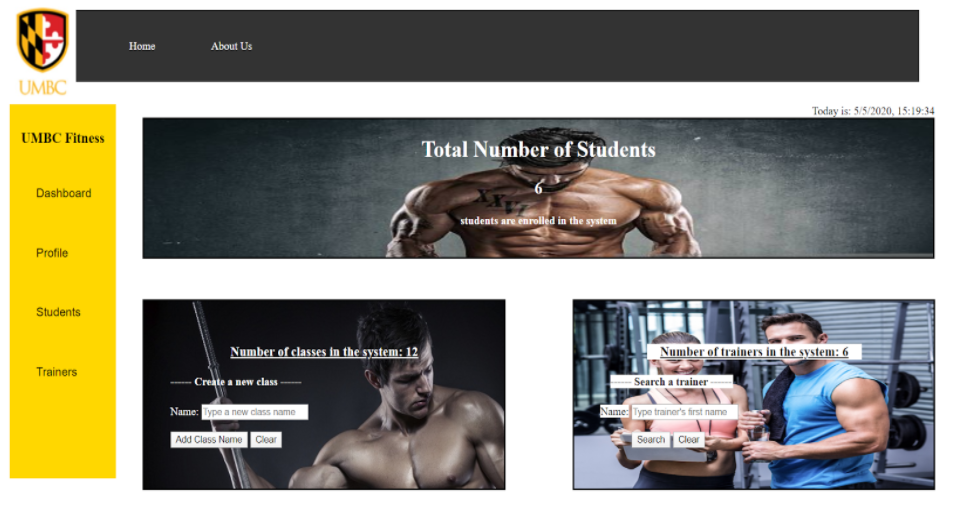 Home About Us
UMBC
Today is: 5/5/2020, 15:19:34
UMBC Fitness
Dashboard
Profile
Students
Trainers
Total Number of Students
6
students are enrolled in the system
Number of classes in the system: 12
------ Create a new class ------
Name: Type a new class name
Add Class Name Clear
Number of trainers in the system: 6
------ Search a trainer ------
Name: Type trainer's first name
Search Clear